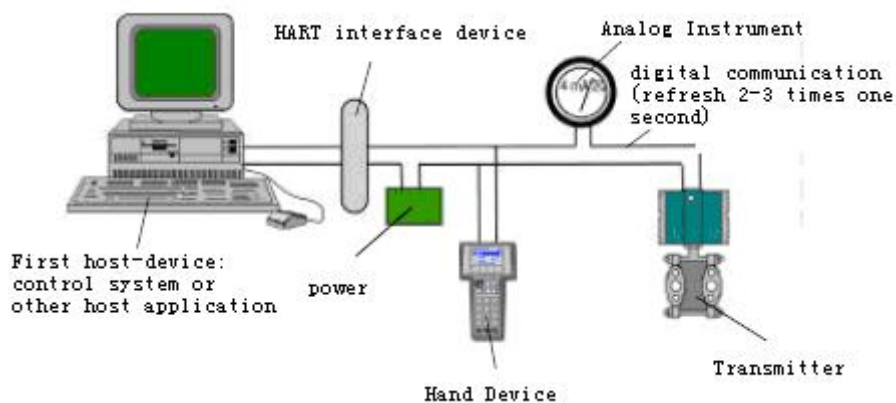 HART interface device
Analog Instrument
digital communication
(refresh 2-3 times one
second)
First host-device:
control system or
other host application
power
Hand Device
Transmitter